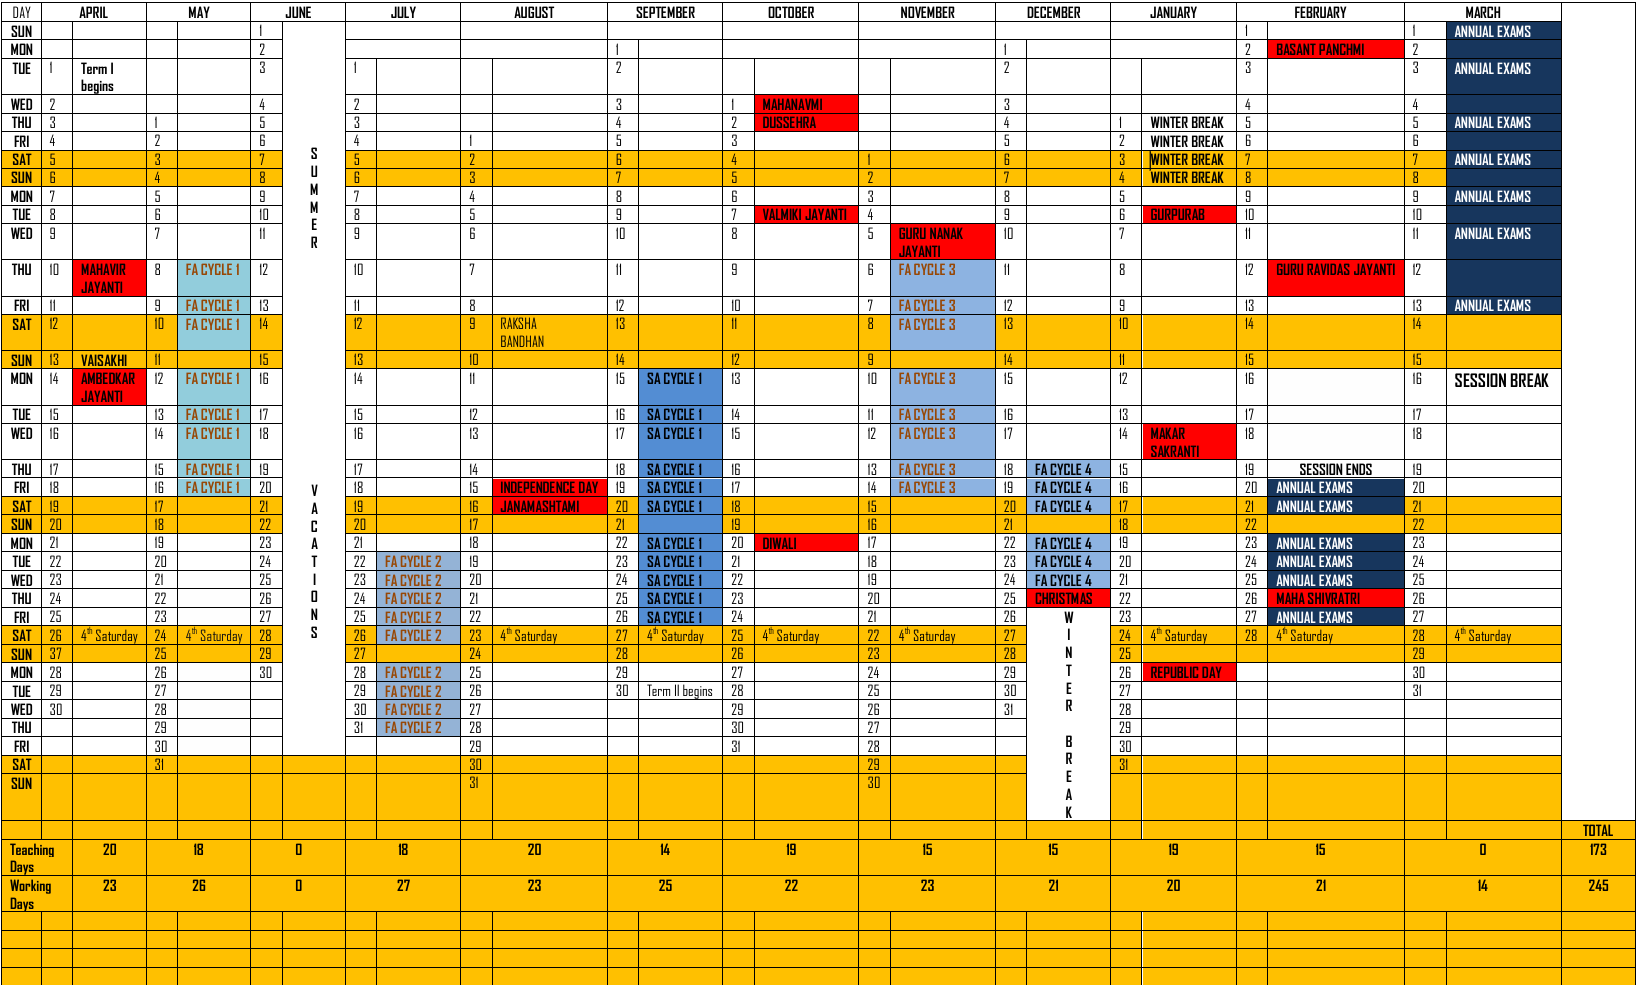 DAY APRIL MAY JUNE JULY AUGUST SEPTEMBER OCTOBER NOVEMBER DECEMBER JANUARY FEBRUARY MARCH
SUN 1 1 1 ANNUAL EXAMS
MON 2 1 1 2 BASANT PANCHMI 2
TUE 1 Term I 3 1 2 2 3 3 ANNUAL EXAMS
begins
WED 2 4 2 3 1 MAHANAVMI 3 4 4
THU 3 1 5 3 4 2 DUSSEHRA 4 1 WINTER BREAK 5 5 ANNUAL EXAMS
FRI 4 2 6 4 1 5 3 5 2 WINTER BREAK 6 6
SAT 5 3 7 5 2 6 4 1 6 3 WINTER BREAK 7 7 ANNUAL EXAMS
SUN 6 4 8 6 3 7 5 2 7 4 WINTER BREAK 8 8
MON 7 5 9 7 4 8 6 3 8 5 9 9 ANNUAL EXAMS
TUE 8 6 10 8 5 9 7 VALMIKI JAYANTI 4 9 6 GURPURAB 10 10
WED 9 7 11 9 6 10 8 5 GURU NANAK 10 7 11 11 ANNUAL EXAMS
JAYANTI
THU 10 MAHAVIR 8 FA CYCLE 1 12 10 7 11 9 6 FA CYCLE 3 11 8 12 GURU RAVIDAS JAYANTI 12
JAYANTI
FRI 11 9 FA CYCLE 1 13 11 8 12 10 7 FA CYCLE 3 12 9 13 13 ANNUAL EXAMS
SAT 12 10 FA CYCLE 1 14 12 9 RAKSHA 13 11 8 FA CYCLE 3 13 10 14 14
BANDHAN
SUN 13 VAISAKHI 11 15 13 10 14 12 9 14 11 15 15
MON 14 AMBEDKAR 12 FA CYCLE 1 16 14 11 15 SA CYCLE 1 13 10 FA CYCLE 3 15 12 16 16 SESSION BREAK
JAYANTI
TUE 15 13 FA CYCLE 1 17 15 12 16 SA CYCLE 1 14 11 FA CYCLE 3 16 13 17 17
WED 16 14 FA CYCLE 1 18 16 13 17 SA CYCLE 1 15 12 FA CYCLE 3 17 14 MAKAR 18 18
SAKRANTI
THU 17 15 FA CYCLE 1 19 17 14 18 SA CYCLE 1 16 13 FA CYCLE 3 18 FA CYCLE 4 15 19 SESSION ENDS 19
FRI 18 16 FA CYCLE 1 20 18 15 INDEPENDENCE DAY 19 SA CYCLE 1 17 14 FA CYCLE 3 19 FA CYCLE 4 16 20 ANNUAL EXAMS 20
SAT 19 17 21 19 16 JANAMASHTAMI 20 SA CYCLE 1 18 15 20 FA CYCLE 4 17 21 ANNUAL EXAMS 21
SUN 20 18 22 20 17 21 19 16 21 18 22 22
MON 21 19 23 21 18 22 SA CYCLE 1 20 DIWALI 17 22 FA CYCLE 4 19 23 ANNUAL EXAMS 23
TUE 22 20 24 22 FA CYCLE 2 19 23 SA CYCLE 1 21 18 23 FA CYCLE 4 20 24 ANNUAL EXAMS 24
WED 23 21 25 23 FA CYCLE 2 20 24 SA CYCLE 1 22 19 24 FA CYCLE 4 21 25 ANNUAL EXAMS 25
THU 24 22 26 24 FA CYCLE 2 21 25 SA CYCLE 1 23 20 25 CHRISTMAS 22 26 MAHA SHIVRATRI 26
FRI 25 23 27 25 FA CYCLE 2 22 26 SA CYCLE 1 24 21 26 23 27 ANNUAL EXAMS 27
SAT 26 4th Saturday 24 4th Saturday 28 26 FA CYCLE 2 23 4th Saturday 27 4th Saturday 25 4th Saturday 22 4th Saturday 27 24 4th Saturday 28 4th Saturday 28 4th Saturday
SUN 37 25 29 27 24 28 26 23 28 25 29
MON 28 26 30 28 FA CYCLE 2 25 29 27 24 29 26 REPUBLIC DAY 30
TUE 29 27 29 FA CYCLE 2 26 30 Term II begins 28 25 30 27 31
WED 30 28 30 FA CYCLE 2 27 29 26 31 28
THU 29 31 FA CYCLE 2 28 30 27 29
FRI 30 29 31 28 30
SAT 31 30 29 31
SUN 31 30
SUMMER VACATIONS
WINTER BREAK
TOTAL
Teaching Days 20 18 0 18 20 14 19 15 15 19 15 0 173
Working Days 23 26 0 27 23 25 22 23 21 20 21 14 245